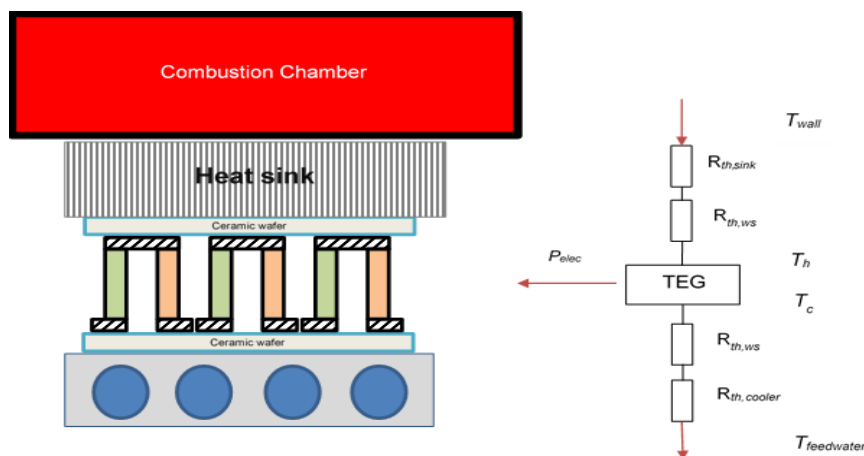 Combustion Chamber
Heat sink
Ceramic wafer
Ceramic wafer
T_wall
R_th,sink
R_th,ws
P_elec
TEG
T_h
T_c
R_th,ws
R_th,cooler
T_feedwater